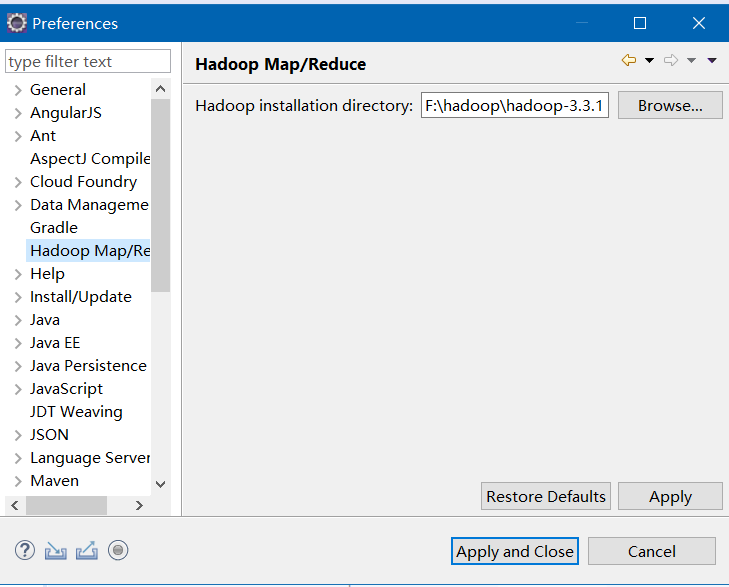 Preferences
type filter text
General
AngularJS
Ant
AspectJ Compile
Cloud Foundry
Data Manageme
Gradle
Hadoop Map/Re
Help
Install/Update
Java
Java EE
Java Persistence
JavaScript
JDT Weaving
JSON
Language Server
Maven
Hadoop Map/Reduce
Hadoop installation directory: F:\hadoop\hadoop-3.3.1 Browse...
Restore Defaults Apply
Apply and Close Cancel